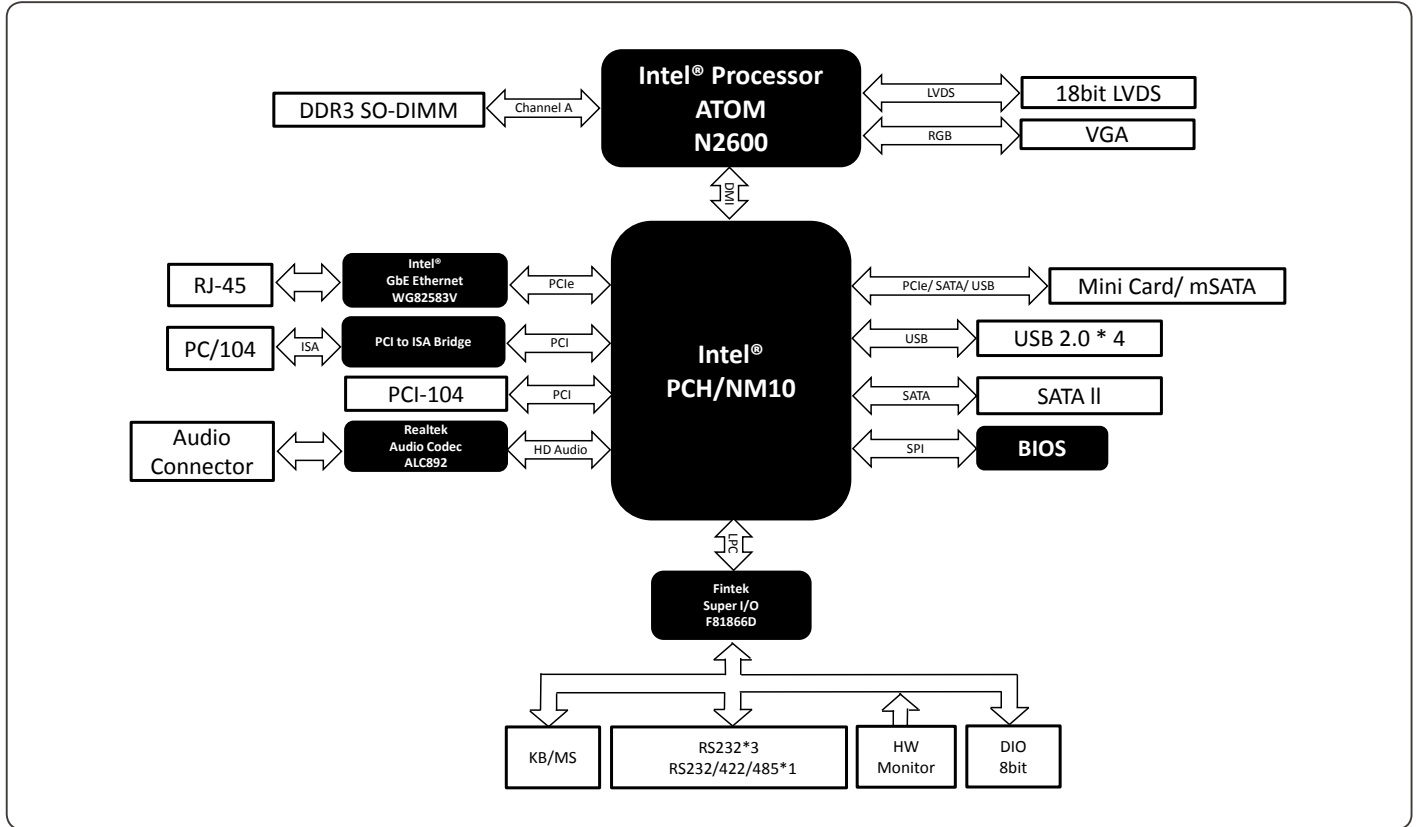 Intel® Processor
ATOM
N2600
DDR3 SO-DIMM
Channel A
LVDS
18bit LVDS
RGB
VGA
DMI
Intel®
PCH/NM10
RJ-45
Intel®
GbE Ethernet
WG82583V
PCIe
PC/104
ISA
PCI to ISA Bridge
PCI
PCI-104
PCI
Audio
Connector
Realtek
Audio Codec
ALC892
HD Audio
PCIe/ SATA/ USB
Mini Card/ mSATA
USB
USB 2.0 * 4
SATA
SATA ll
SPI
BIOS
LPC
Fintek
Super I/O
F81866D
KB/MS
RS232*3
RS232/422/485*1
HW
Monitor
DIO
8bit